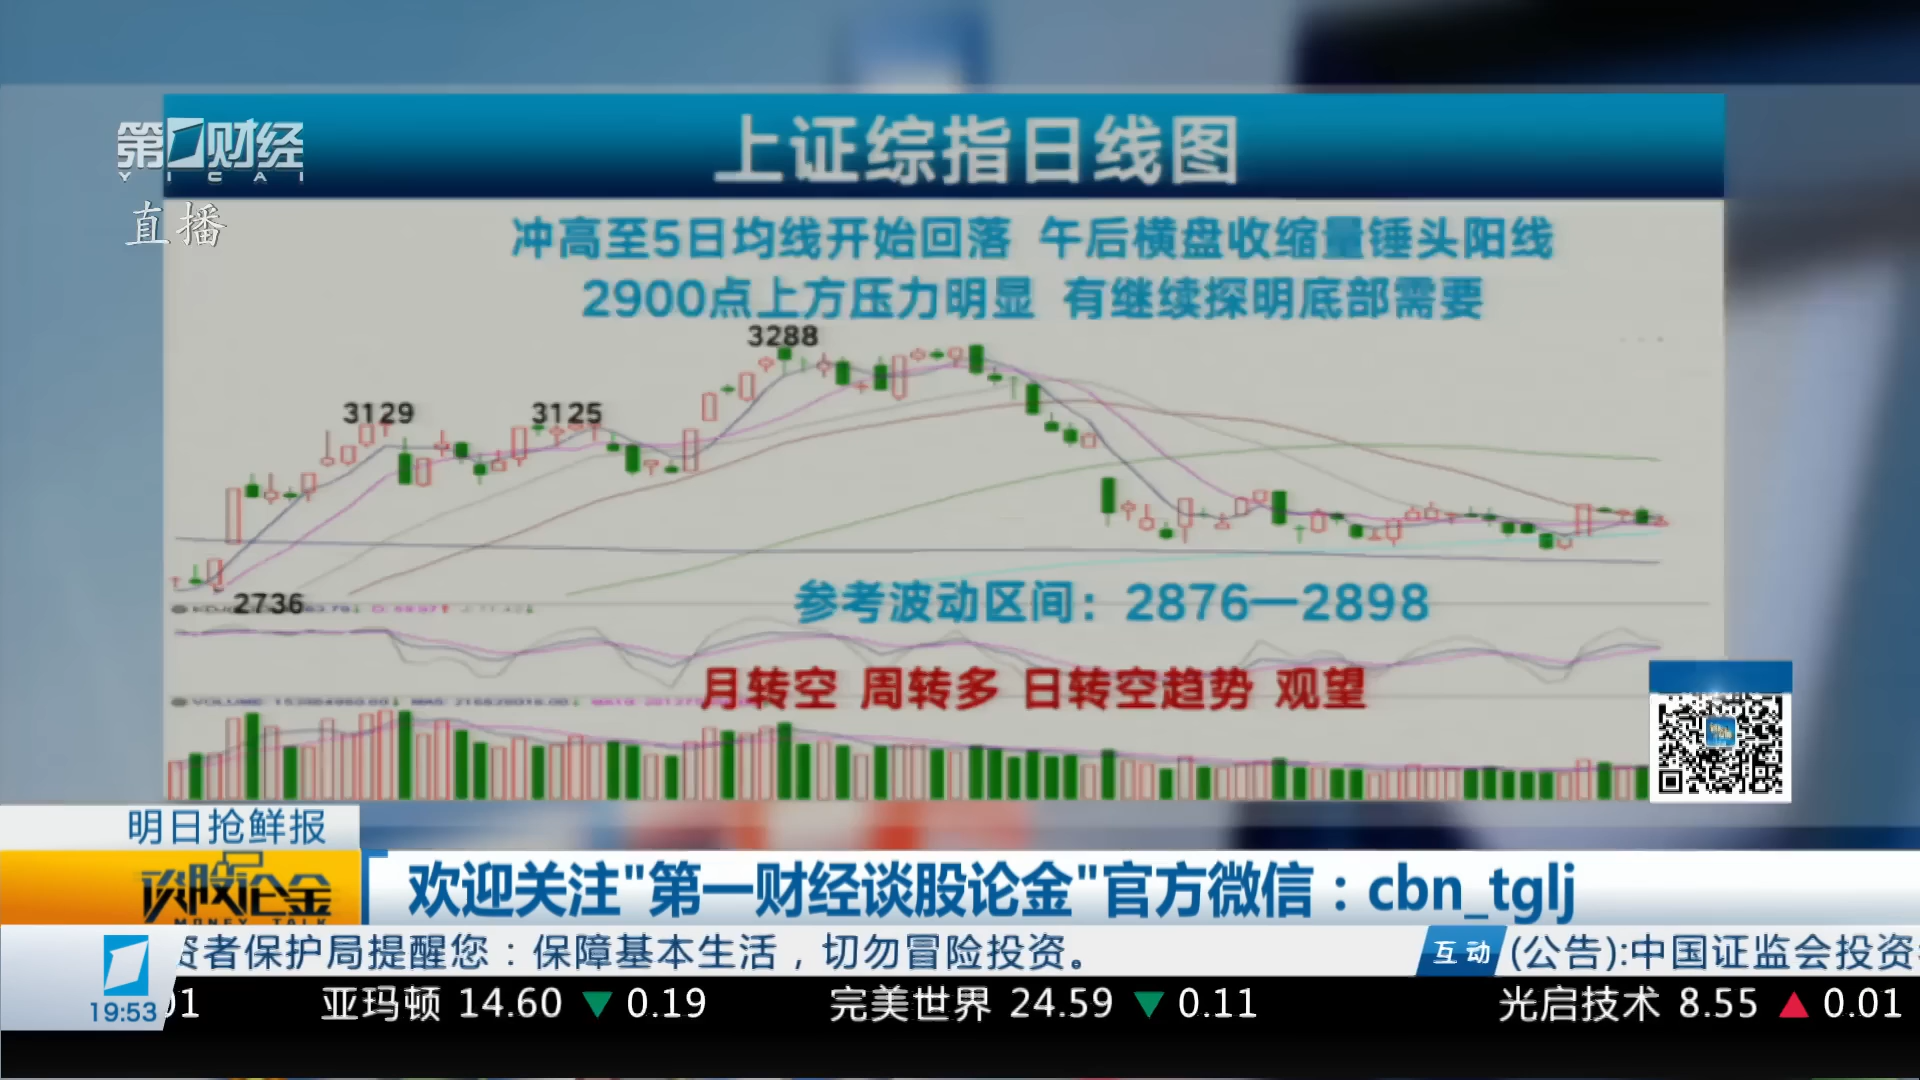 第一财经
YICAI
直播
上证综指日线图
冲高至5日均线开始回落 午后横盘收缩量锤头阳线
2900点上方压力明显 有继续探明底部需要
3288
3129
3125
2736
参考波动区间：2876—2898
月转空 周转多 日转空趋势 观望
明日抢鲜报
谈股论金
MONEY TALK
欢迎关注"第一财经谈股论金"官方微信：cbn_tglj
资者保护局提醒您：保障基本生活，切勿冒险投资。
互动 (公告):中国证监会投资
19:53
01 亚玛顿 14.60 ▼ 0.19 完美世界 24.59 ▼ 0.11 光启技术 8.55 ▲ 0.01